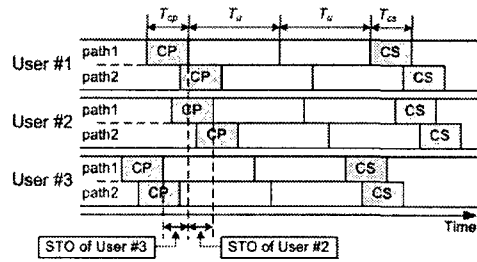 Tcp Tu Tu Tcs
User #1 path1 CP CS
path2 CP CS
User #2 path1 CP CS
path2 CP CS
User #3 path1 CP CS
path2 CP CS
Time
STO of User #3 STO of User #2